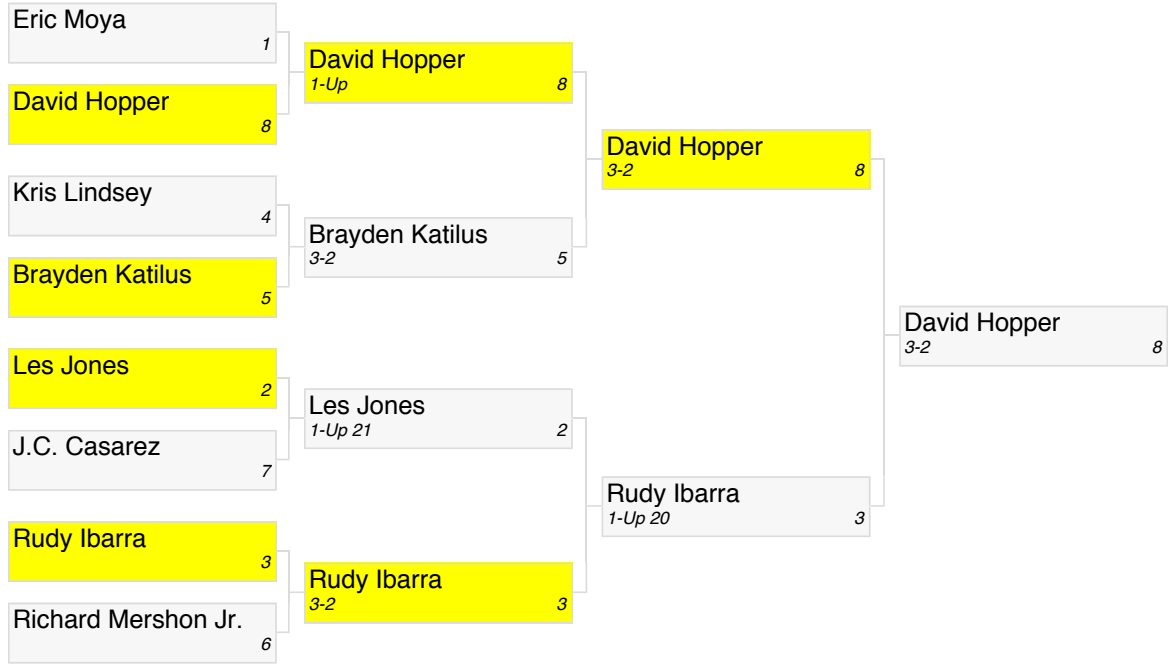 Eric Moya
1
David Hopper
8
Kris Lindsey
4
Brayden Katilus
5
Les Jones
2
J.C. Casarez
7
Rudy Ibarra
3
Richard Mershon Jr.
6
David Hopper
1-Up 8
Brayden Katilus
3-2 5
Les Jones
1-Up 21 2
Rudy Ibarra
3-2 3
David Hopper
3-2 8
Rudy Ibarra
1-Up 20 3
David Hopper
3-2 8